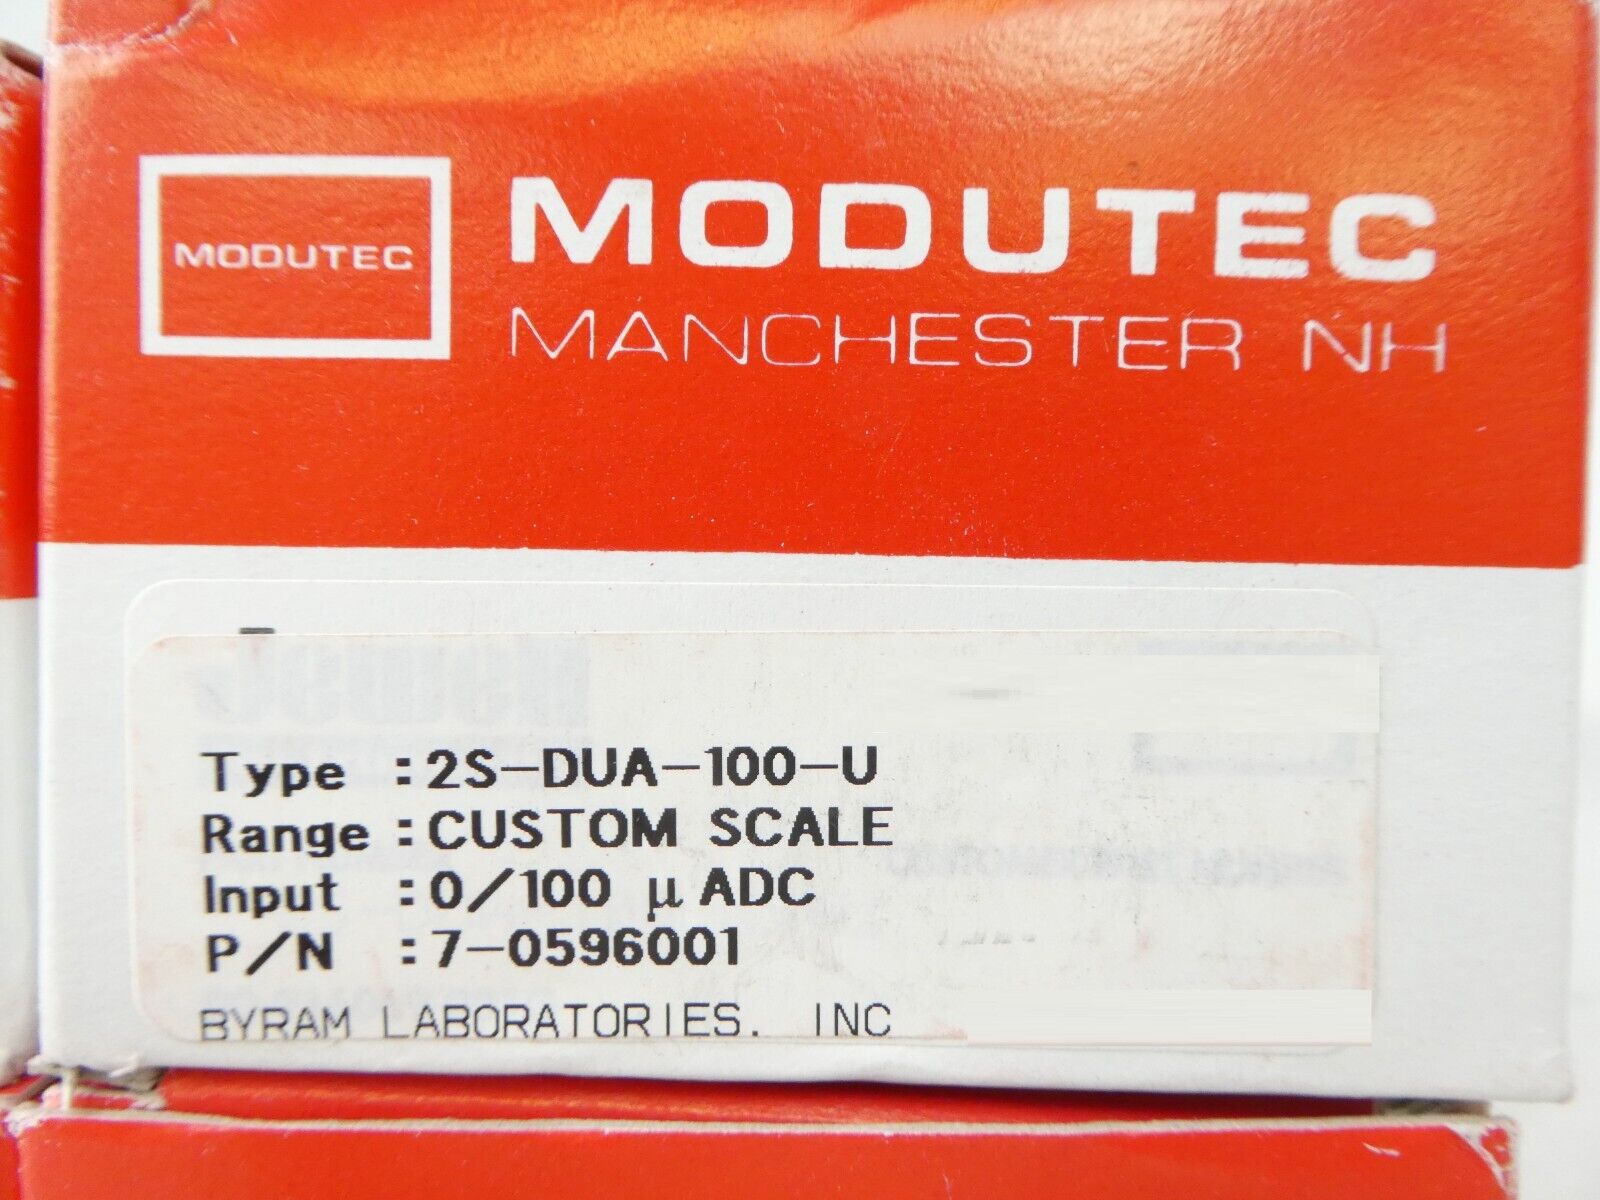 MODUTEC
MODUTEC
MANCHESTER NH
Type : 2S-DUA-100-U
Range : CUSTOM SCALE
Input : 0/100 μ ADC
P/N : 7-0596001
BYRAM LABORATORIES. INC